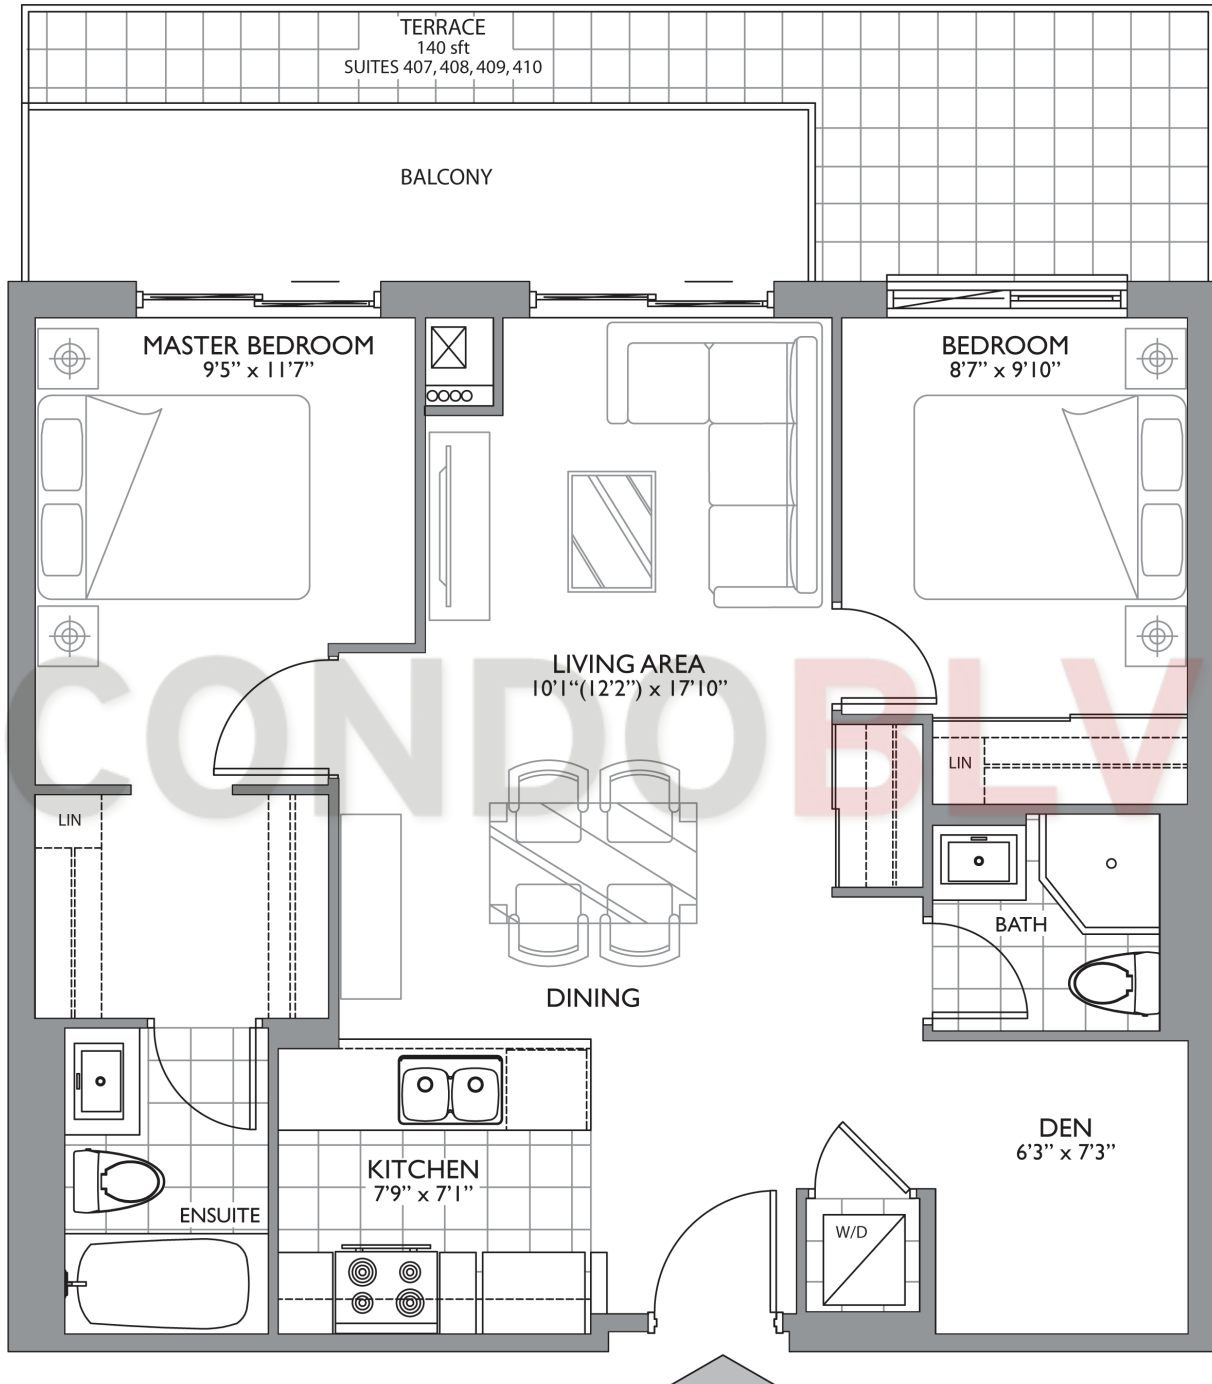 TERRACE
140 sft
SUITES 407, 408, 409, 410
BALCONY
MASTER BEDROOM
9'5” x 11'7”
BEDROOM
8'7” x 9'10”
LIVING AREA
10'1“(12'2”) x 17'10”
CONDOBLV
LIN
LIN
BATH
DINING
DEN
6'3” x 7'3”
KITCHEN
7'9” x 7'1”
ENSUITE
W/D